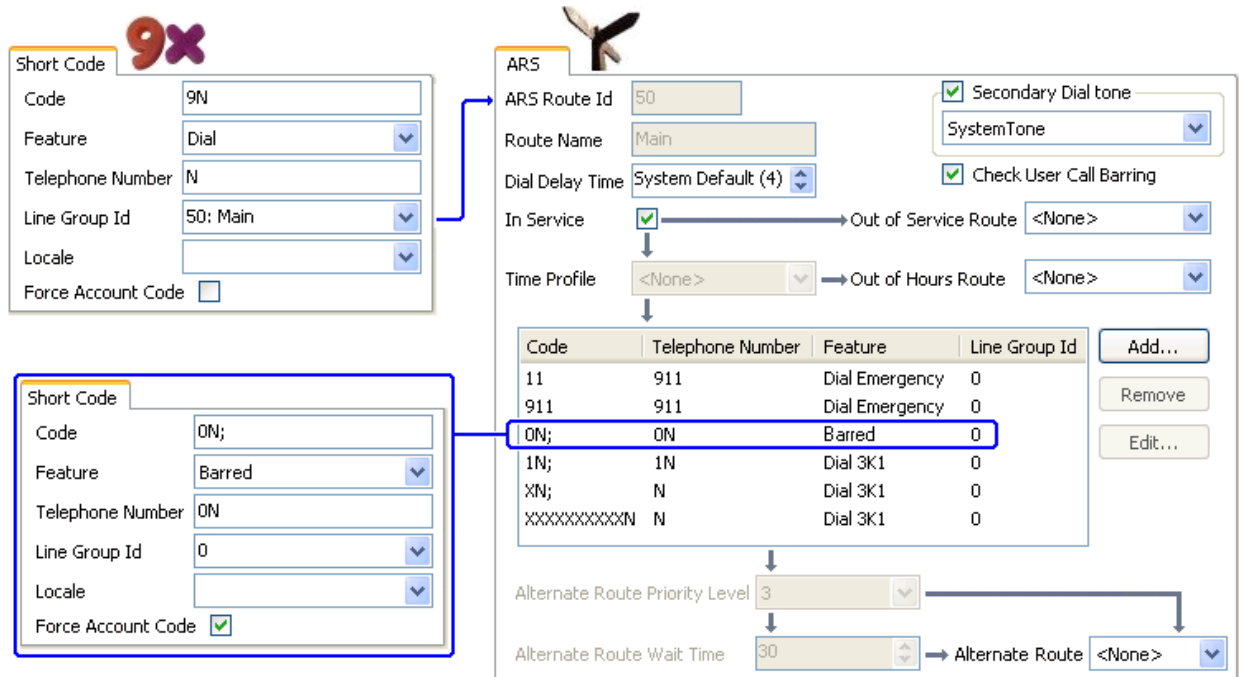 9x
Short Code
Code 9N
Feature Dial
Telephone Number N
Line Group Id 50: Main
Locale
Force Account Code
ARS
ARS Route Id 50
Secondary Dial tone
SystemTone
Route Name Main
Dial Delay Time System Default (4)
Check User Call Barring
In Service Out of Service Route <None>
Time Profile <None> Out of Hours Route <None>
Code Telephone Number Feature Line Group Id
11 911 Dial Emergency 0
911 911 Dial Emergency 0
0N; 0N Barred 0
1N; 1N Dial 3K1 0
XN; N Dial 3K1 0
XXXXXXXXXXN N Dial 3K1 0
Add...
Remove
Edit...
Alternate Route Priority Level 3
Alternate Route Wait Time 30 Alternate Route <None>
Short Code
Code 0N;
Feature Barred
Telephone Number 0N
Line Group Id 0
Locale
Force Account Code